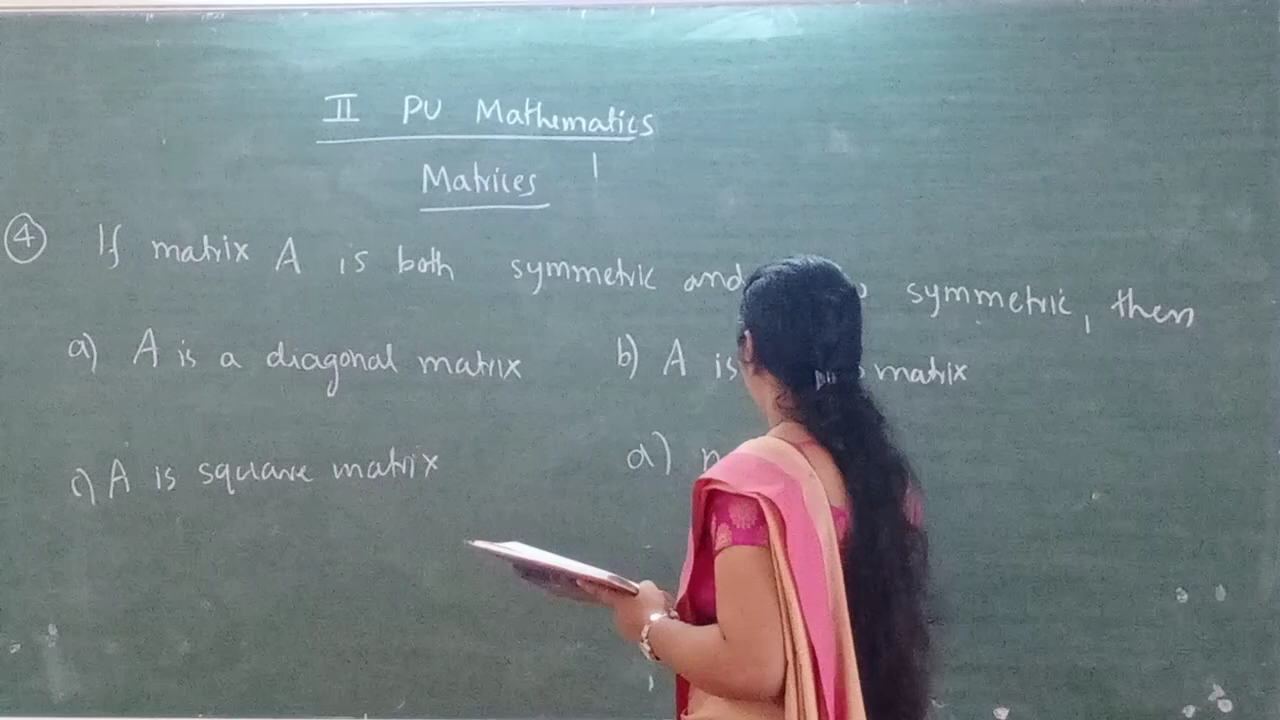 II PU Mathematics
Matrices
④ If matrix A is both symmetric and symmetric, then
a) A is a diagonal matrix b) A is matrix
c) A is square matrix d)